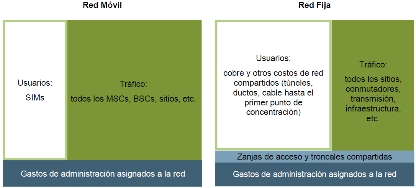 Red Móvil
Usuarios:
SIMs
Tráfico:
todos los MSCs, BSCs, sitios, etc.
Gastos de administración asignados a la red
Red Fija
Usuarios:
cobre y otros costos de red
compartidos (túneles,
ductos, cable hasta el
primer punto de
concentración)
Tráfico:
todos los sitios,
conmutadores,
transmisión,
infraestructura,
etc.
Zanjas de acceso y troncales compartidas
Gastos de administración asignados a la red